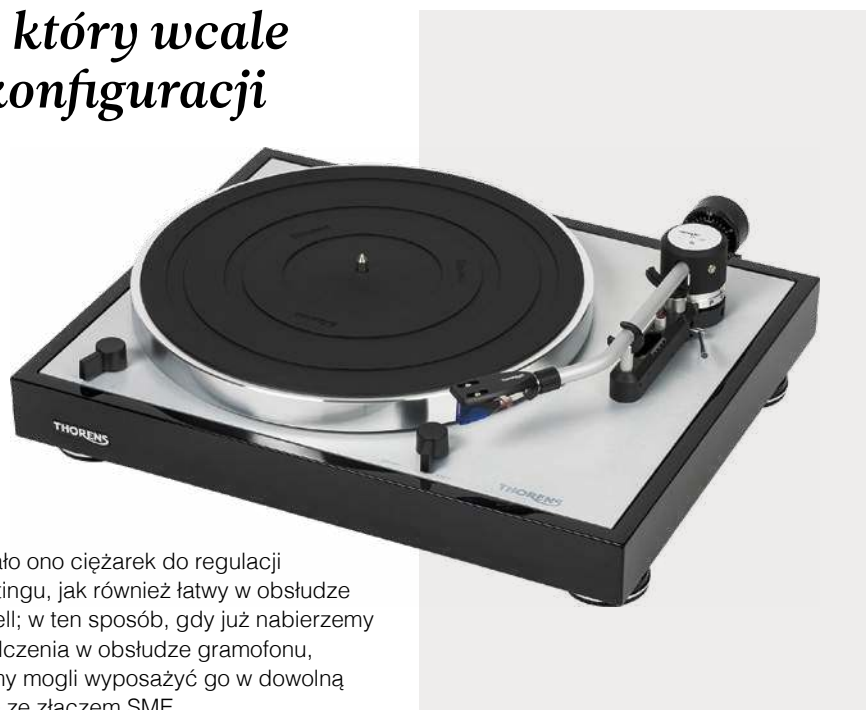 który wcale
konfiguracji
THORENS
THORENS
ało ono ciężarek do regulacji
tingu, jak również łatwy w obsłudze
ell; w ten sposób, gdy już nabierzemy
dczenia w obsłudze gramofonu,
ny mogli wyposażyć go w dowolną
ze złączem SME